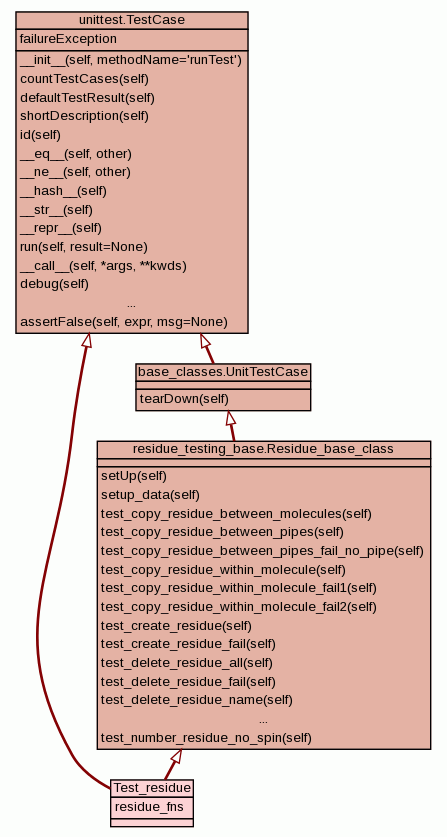 unittest.TestCase
failureException
__init__(self, methodName='runTest')
countTestCases(self)
defaultTestResult(self)
shortDescription(self)
id(self)
__eq__(self, other)
__ne__(self, other)
__hash__(self)
__str__(self)
__repr__(self)
run(self, result=None)
__call__(self, *args, **kwds)
debug(self)
...
assertFalse(self, expr, msg=None)
base_classes.UnitTestCase
tearDown(self)
residue_testing_base.Residue_base_class
setUp(self)
setup_data(self)
test_copy_residue_between_molecules(self)
test_copy_residue_between_pipes(self)
test_copy_residue_between_pipes_fail_no_pipe(self)
test_copy_residue_within_molecule(self)
test_copy_residue_within_molecule_fail1(self)
test_copy_residue_within_molecule_fail2(self)
test_create_residue(self)
test_create_residue_fail(self)
test_delete_residue_all(self)
test_delete_residue_fail(self)
test_delete_residue_name(self)
...
test_number_residue_no_spin(self)
Test_residue
residue_fns